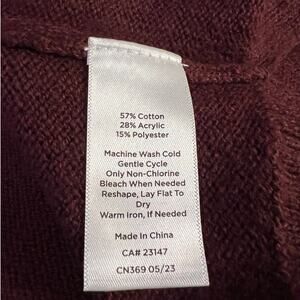 57% Cotton
28% Acrylic
15% Polyester
Machine Wash Cold
Gentle Cycle
Only Non-Chlorine
Bleach When Needed
Reshape, Lay Flat To
Dry
Warm Iron, If Needed
Made in China
CA# 23147
CN369 05/23